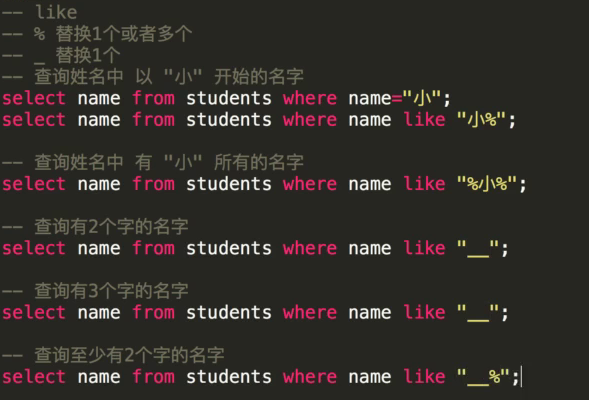 -- like
-- % 替换1个或者多个
-- _ 替换1个
-- 查询姓名中 以 "小" 开始的名字
select name from students where name="小";
select name from students where name like "小%";
-- 查询姓名中 有 "小" 所有的名字
select name from students where name like "%小%";
-- 查询有2个字的名字
select name from students where name like "__";
-- 查询有3个字的名字
select name from students where name like "__";
-- 查询至少有2个字的名字
select name from students where name like "__%";